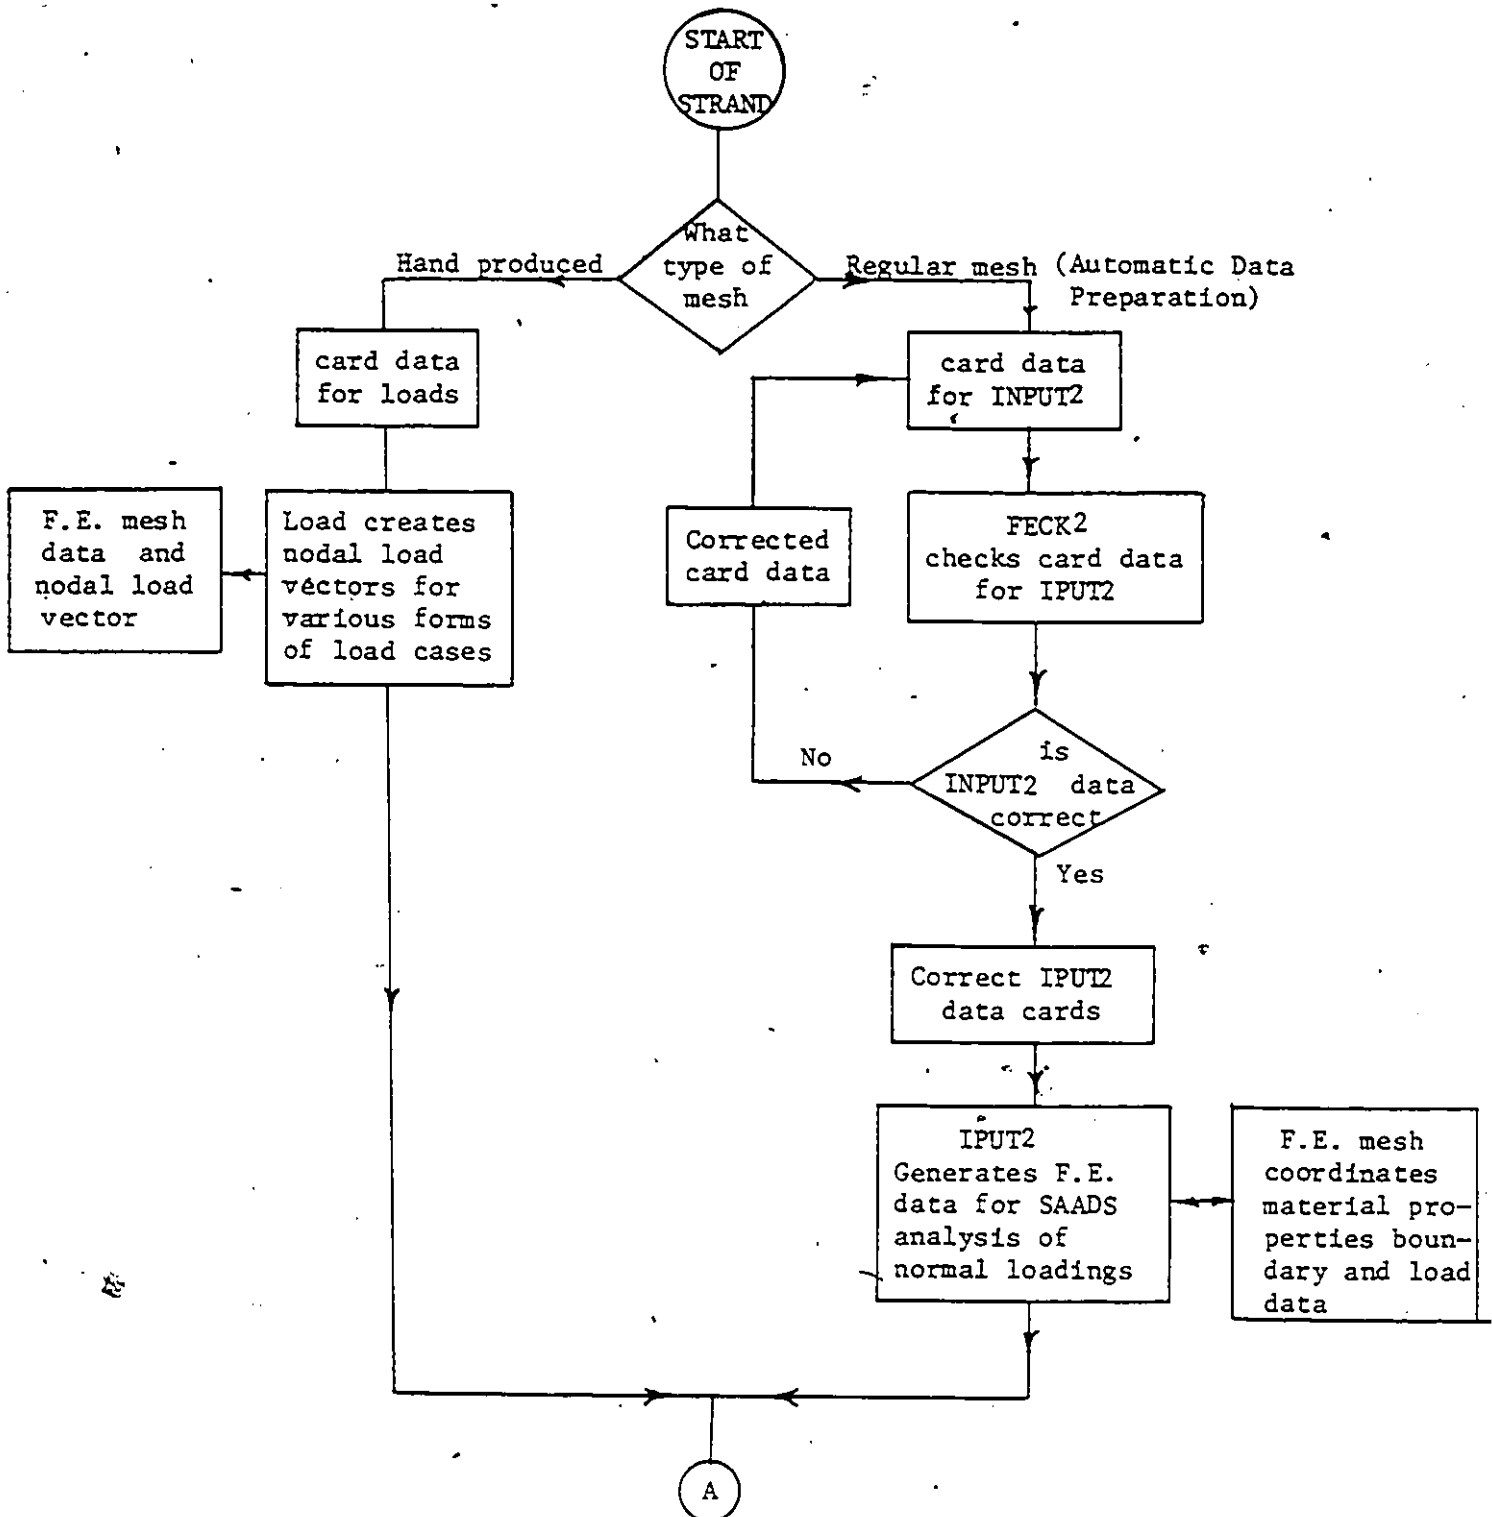 START
OF
STRAND
What
type of
mesh
Hand produced
Regular mesh (Automatic Data
Preparation)
card data
for loads
card data
for INPUT2
F.E. mesh
data and
nodal load
vector
Load creates
nodal load
vectors for
various forms
of load cases
Corrected
card data
FECK2
checks card data
for IPUT2
No
is
INPUT2 data
correct
Yes
Correct IPUT2
data cards
IPUT2
Generates F.E.
data for SAADS
analysis of
normal loadings
F.E. mesh
coordinates
material pro-
perties boun-
dary and load
data
A